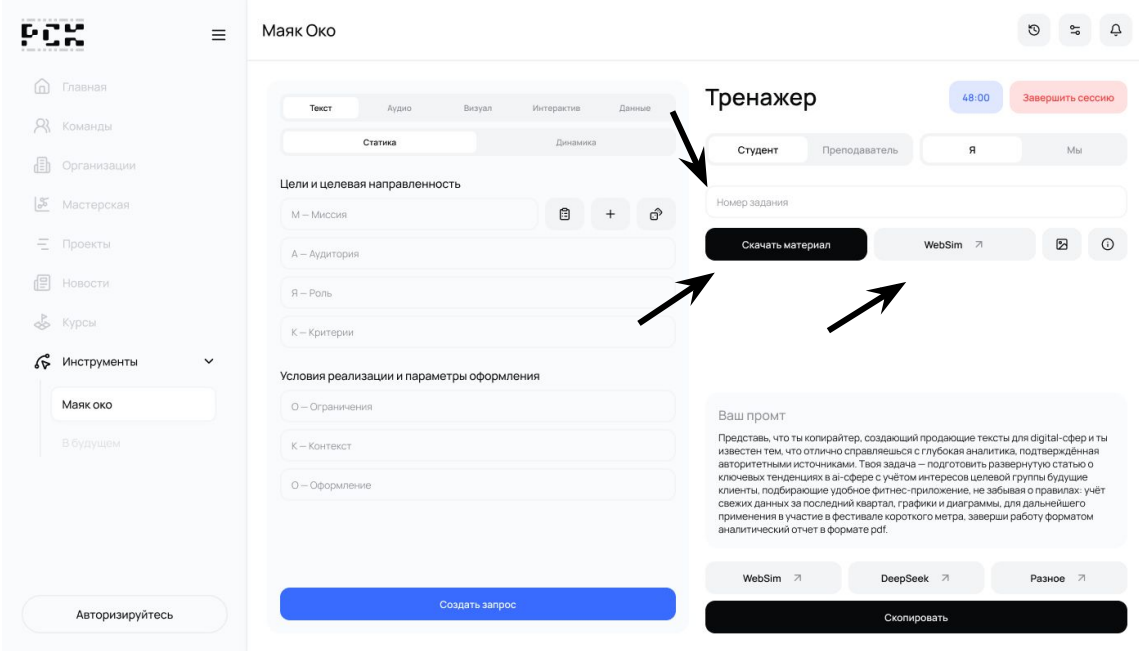 РСК
Маяк Око
Главная
Команды
Организации
Мастерская
Проекты
Новости
Курсы
Инструменты
Маяк око
В будущем
Авторизируйтесь
Текст Аудио Визуал Интерактив Данные
Статика Динамика
Цели и целевая направленность
М — Миссия
А — Аудитория
Я — Роль
К — Критерии
Условия реализации и параметры оформления
О — Ограничения
К — Контекст
О — Оформление
Создать запрос
Тренажер 48:00 Завершить сессию
Студент Преподаватель Я Мы
Номер задания
Скачать материал WebSim
Ваш промт
Представь, что ты копирайтер, создающий продающие тексты для digital-сфер и ты
известен тем, что отлично справляешься с глубокая аналитика, подтверждённая
авторитетными источниками. Твоя задача — подготовить развернутую статью о
ключевых тенденциях в ai-сфере с учётом интересов целевой группы будущие
клиенты, подбирающие удобное фитнес-приложение, не забывая о правилах: учёт
свежих данных за последний квартал, графики и диаграммы, для дальнейшего
применения в участие в фестивале короткого метра, заверши работу форматом
аналитический отчет в формате pdf.
WebSim DeepSeek Разное
Скопировать